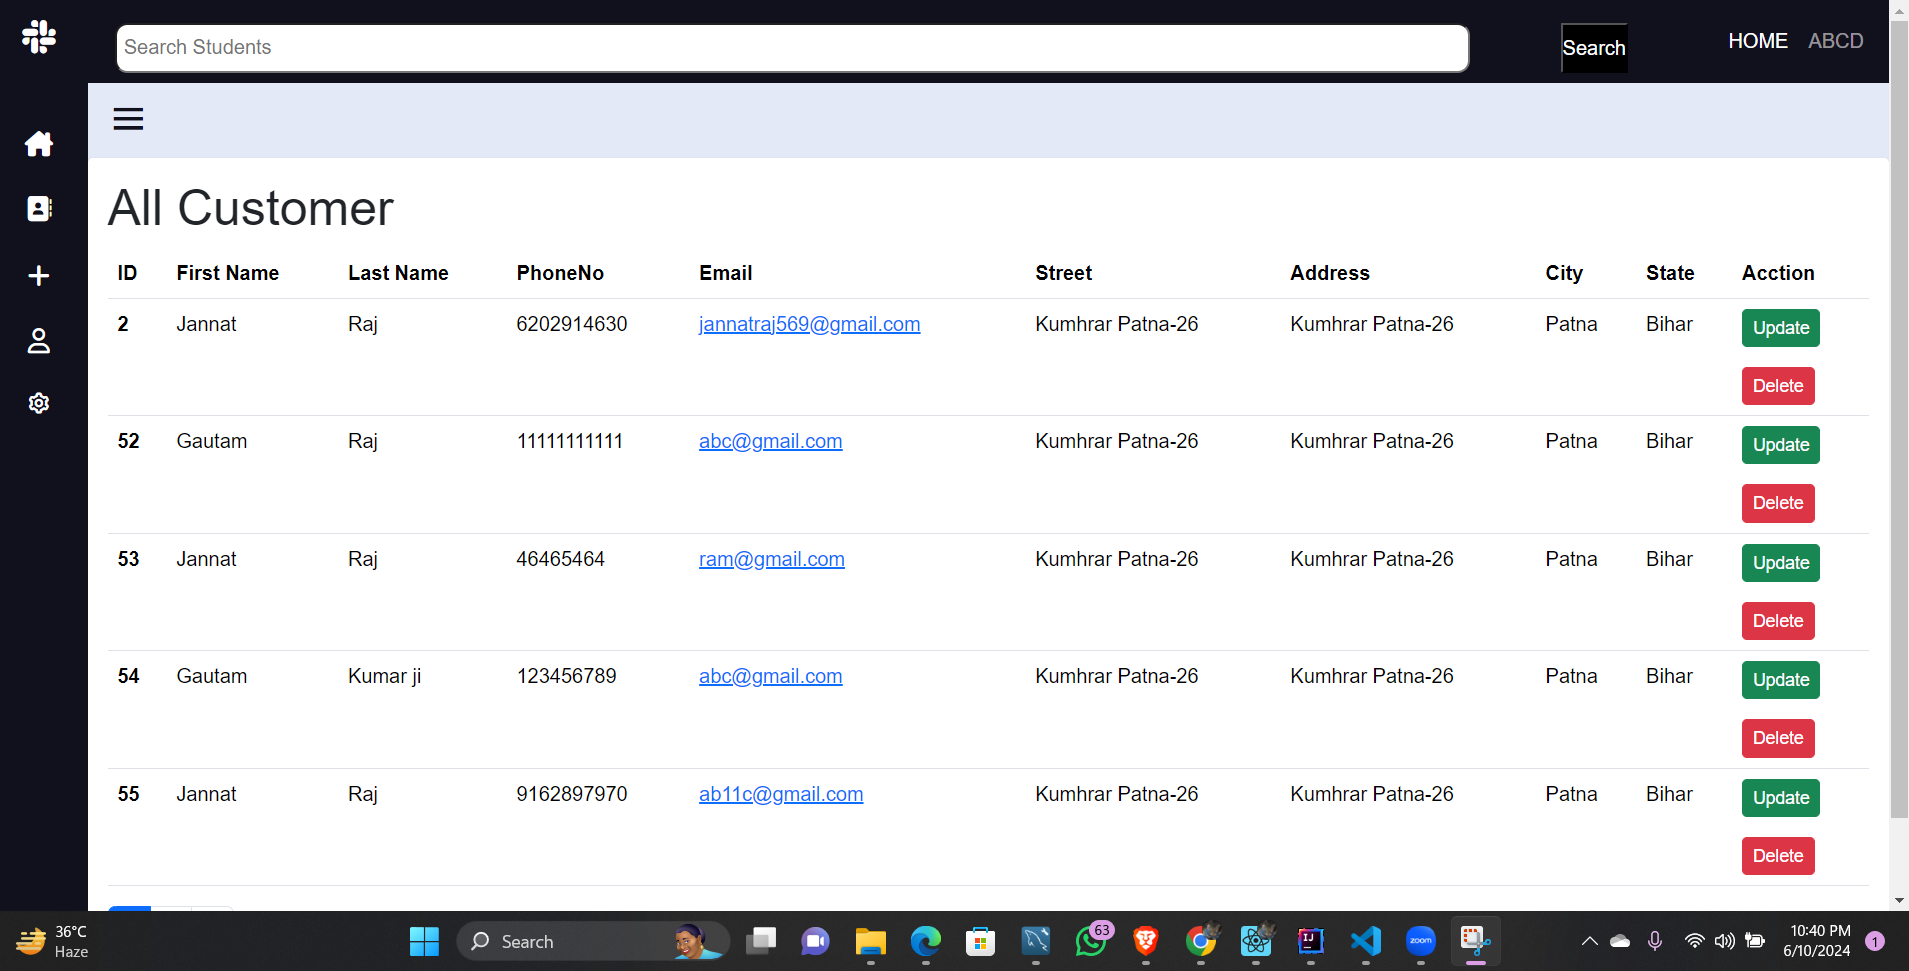 Search Students
Search
HOME ABCD
All Customer
ID First Name Last Name PhoneNo Email Street Address City State Acction
2 Jannat Raj 6202914630 jannatraj569@gmail.com Kumhrar Patna-26 Kumhrar Patna-26 Patna Bihar Update
Delete
52 Gautam Raj 11111111111 abc@gmail.com Kumhrar Patna-26 Kumhrar Patna-26 Patna Bihar Update
Delete
53 Jannat Raj 46465464 ram@gmail.com Kumhrar Patna-26 Kumhrar Patna-26 Patna Bihar Update
Delete
54 Gautam Kumar ji 123456789 abc@gmail.com Kumhrar Patna-26 Kumhrar Patna-26 Patna Bihar Update
Delete
55 Jannat Raj 9162897970 ab11c@gmail.com Kumhrar Patna-26 Kumhrar Patna-26 Patna Bihar Update
Delete
36°C
Haze
Search
63
IJ
zoom
10:40 PM
6/10/2024
1